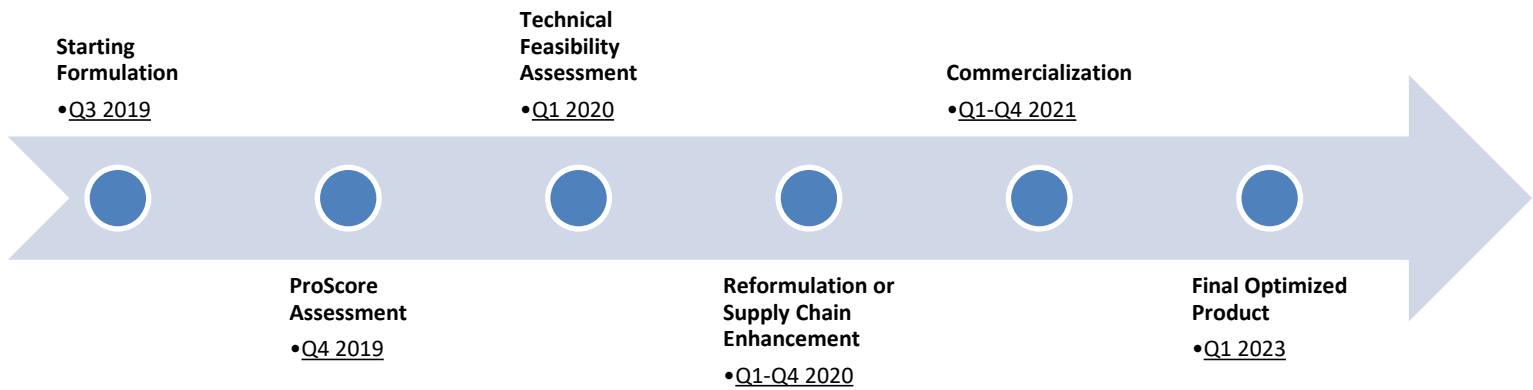 Starting
Formulation
•Q3 2019
ProScore
Assessment
•Q4 2019
Technical
Feasibility
Assessment
•Q1 2020
Reformulation or
Supply Chain
Enhancement
•Q1-Q4 2020
Commercialization
•Q1-Q4 2021
Final Optimized
Product
•Q1 2023